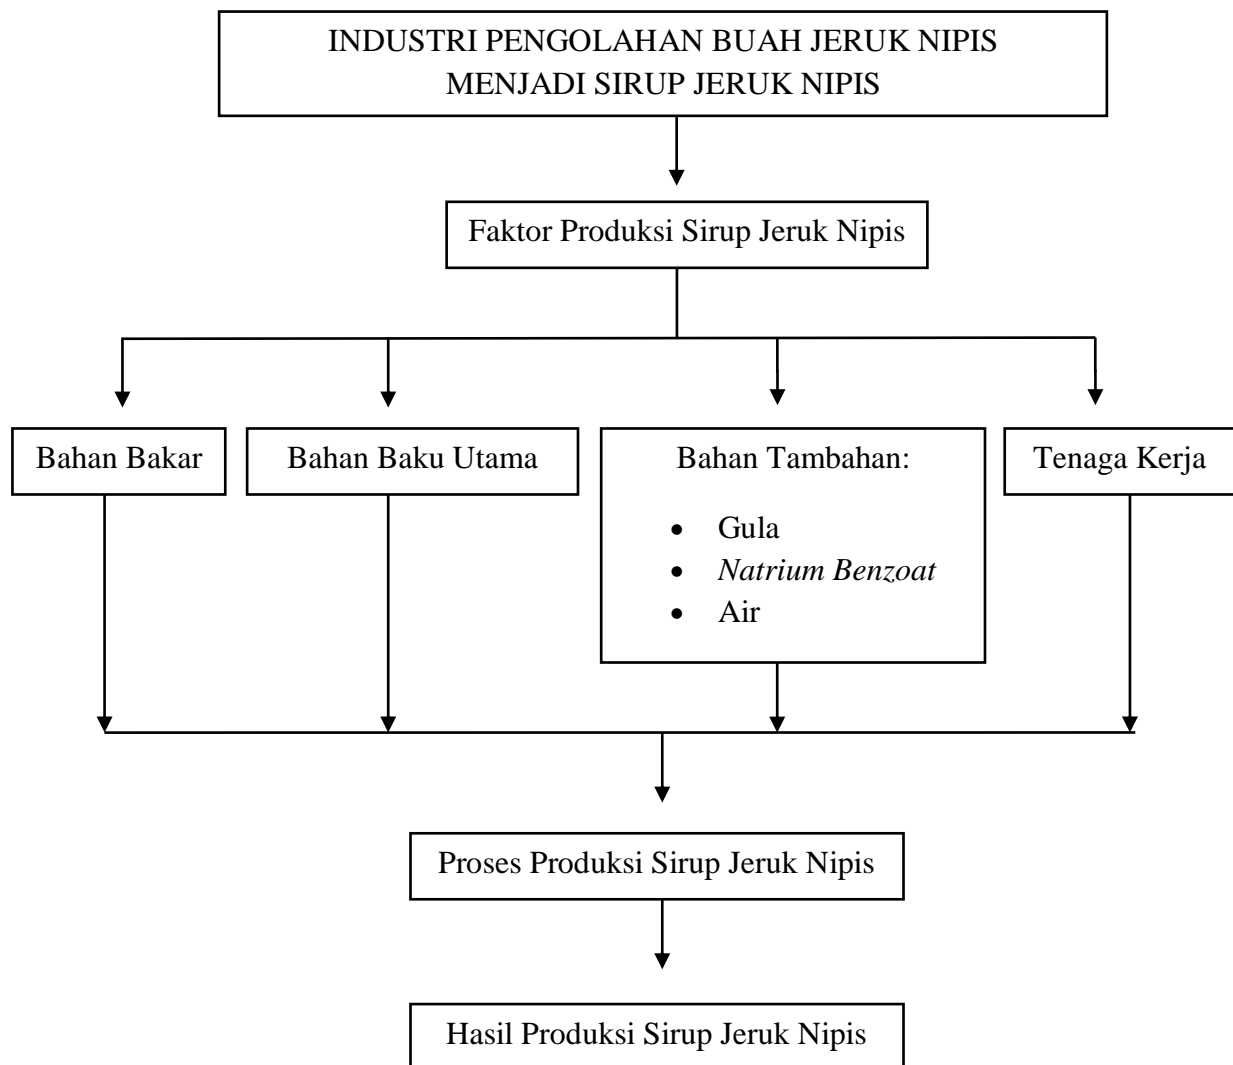 INDUSTRI PENGOLAHAN BUAH JERUK NIPIS
MENJADI SIRUP JERUK NIPIS
Faktor Produksi Sirup Jeruk Nipis
Bahan Bakar
Bahan Baku Utama
Bahan Tambahan:
• Gula
• Natrium Benzoat
• Air
Tenaga Kerja
Proses Produksi Sirup Jeruk Nipis
Hasil Produksi Sirup Jeruk Nipis